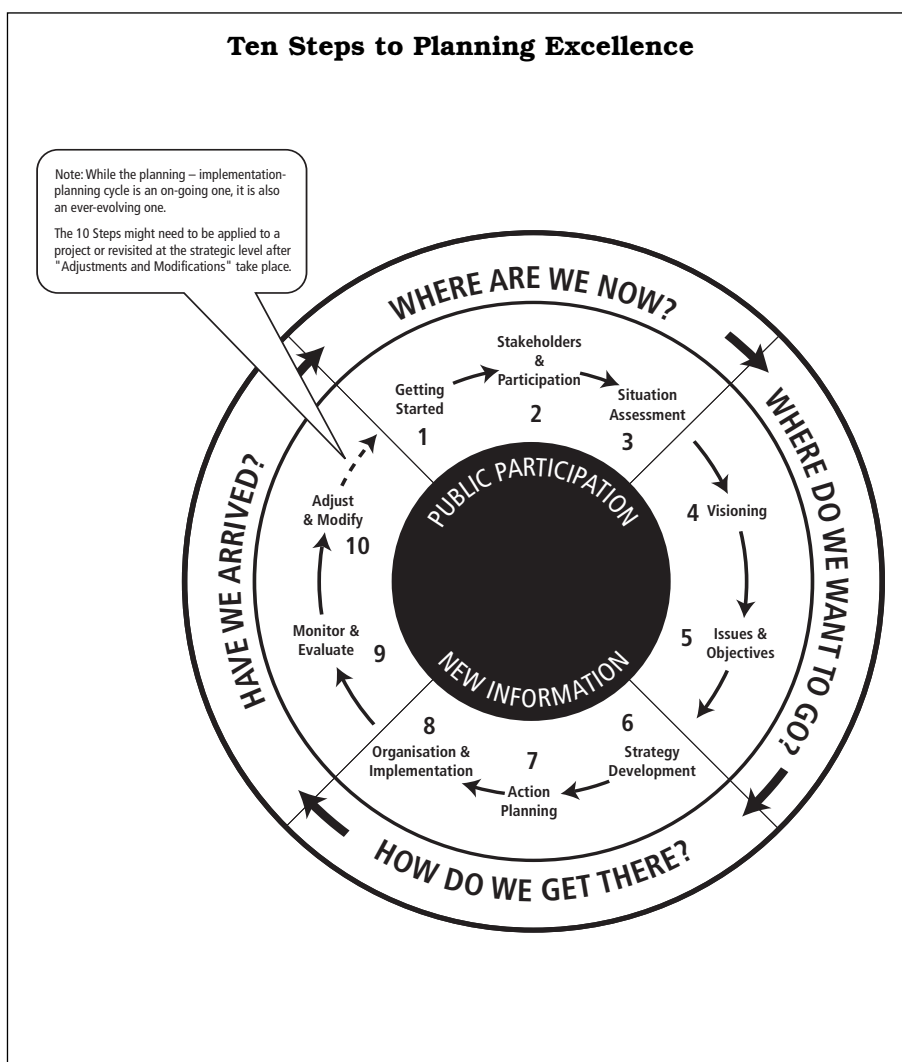 Ten Steps to Planning Excellence
Note: While the planning – implementation-
planning cycle is an on-going one, it is also
an ever-evolving one.
The 10 Steps might need to be applied to a
project or revisited at the strategic level after
"Adjustments and Modifications" take place.
WHERE ARE WE NOW?
WHERE DO WE WANT TO GO?
HOW DO WE GET THERE?
HAVE WE ARRIVED?
Getting
Started
1
Stakeholders
&
Participation
2
Situation
Assessment
3
4 Visioning
5 Issues &
Objectives
6
Strategy
Development
7
Action
Planning
8
Organisation &
Implementation
Monitor &
Evaluate 9
Adjust
& Modify
10
PUBLIC PARTICIPATION
NEW INFORMATION